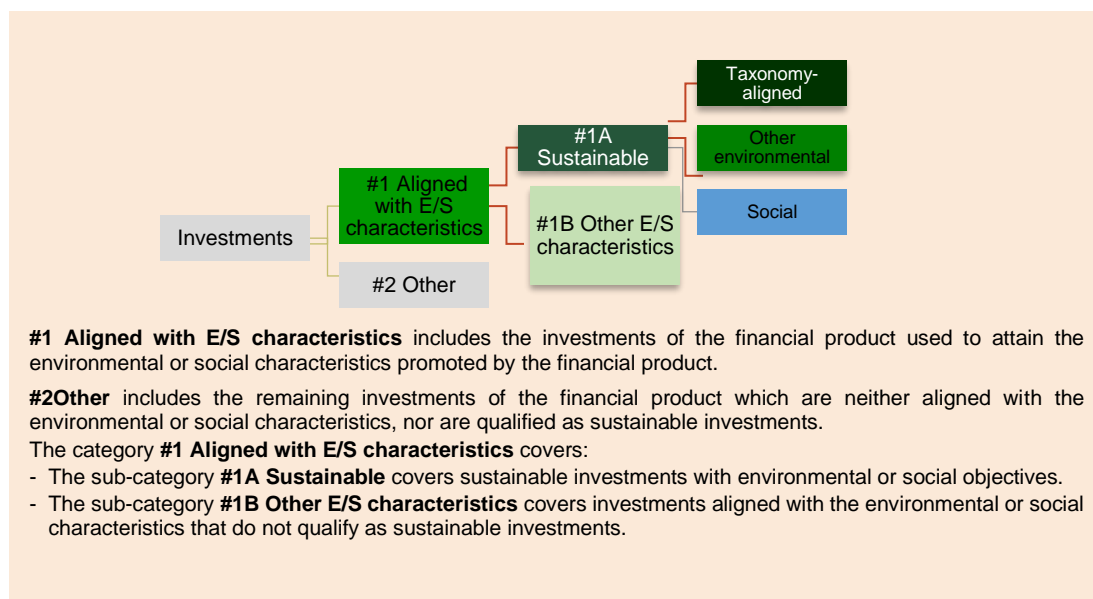 Taxonomy-
aligned
#1A
Sustainable
Other
environmental
#1 Aligned
with E/S
characteristics
Social
#1B Other E/S
characteristics
Investments
#2 Other
#1 Aligned with E/S characteristics includes the investments of the financial product used to attain the
environmental or social characteristics promoted by the financial product.
#2Other includes the remaining investments of the financial product which are neither aligned with the
environmental or social characteristics, nor are qualified as sustainable investments.
The category #1 Aligned with E/S characteristics covers:
- The sub-category #1A Sustainable covers sustainable investments with environmental or social objectives.
- The sub-category #1B Other E/S characteristics covers investments aligned with the environmental or social
characteristics that do not qualify as sustainable investments.